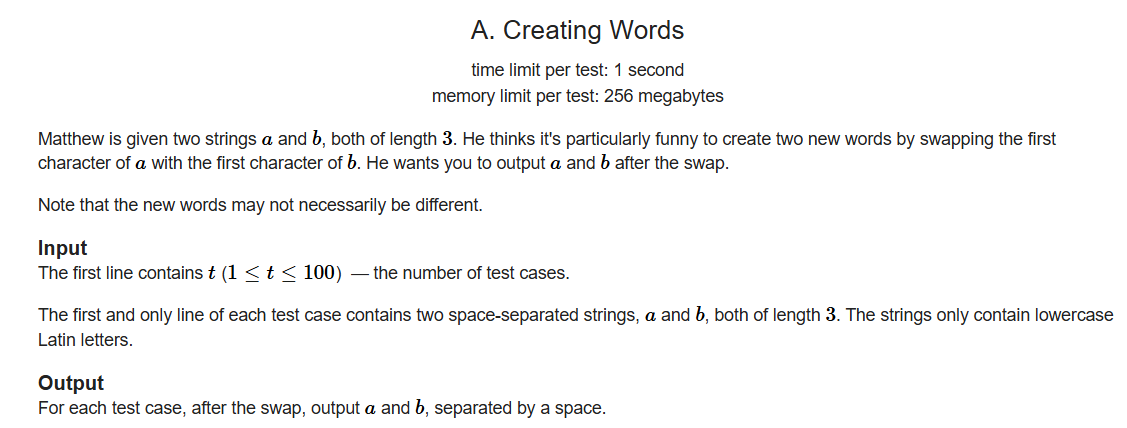 A. Creating Words
time limit per test: 1 second
memory limit per test: 256 megabytes
Matthew is given two strings a and b, both of length 3. He thinks it's particularly funny to create two new words by swapping the first
character of a with the first character of b. He wants you to output a and b after the swap.
Note that the new words may not necessarily be different.
Input
The first line contains t (1 ≤ t ≤ 100) — the number of test cases.
The first and only line of each test case contains two space-separated strings, a and b, both of length 3. The strings only contain lowercase
Latin letters.
Output
For each test case, after the swap, output a and b, separated by a space.